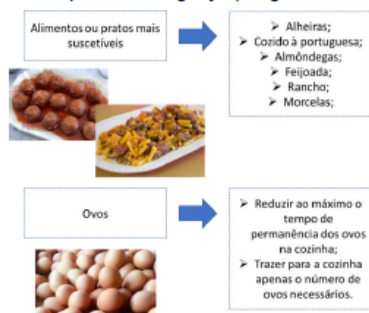 Alimentos ou pratos mais
suscetíveis
➤ Alheiras;
➤ Cozido à portuguesa;
➤ Almôndegas;
➤ Feijoada;
➤ Rancho;
➤ Morcelas;
Ovos
➤ Reduzir ao máximo o
tempo de
permanência dos ovos
na cozinha;
➤ Trazer para a cozinha
apenas o número de
ovos necessários.